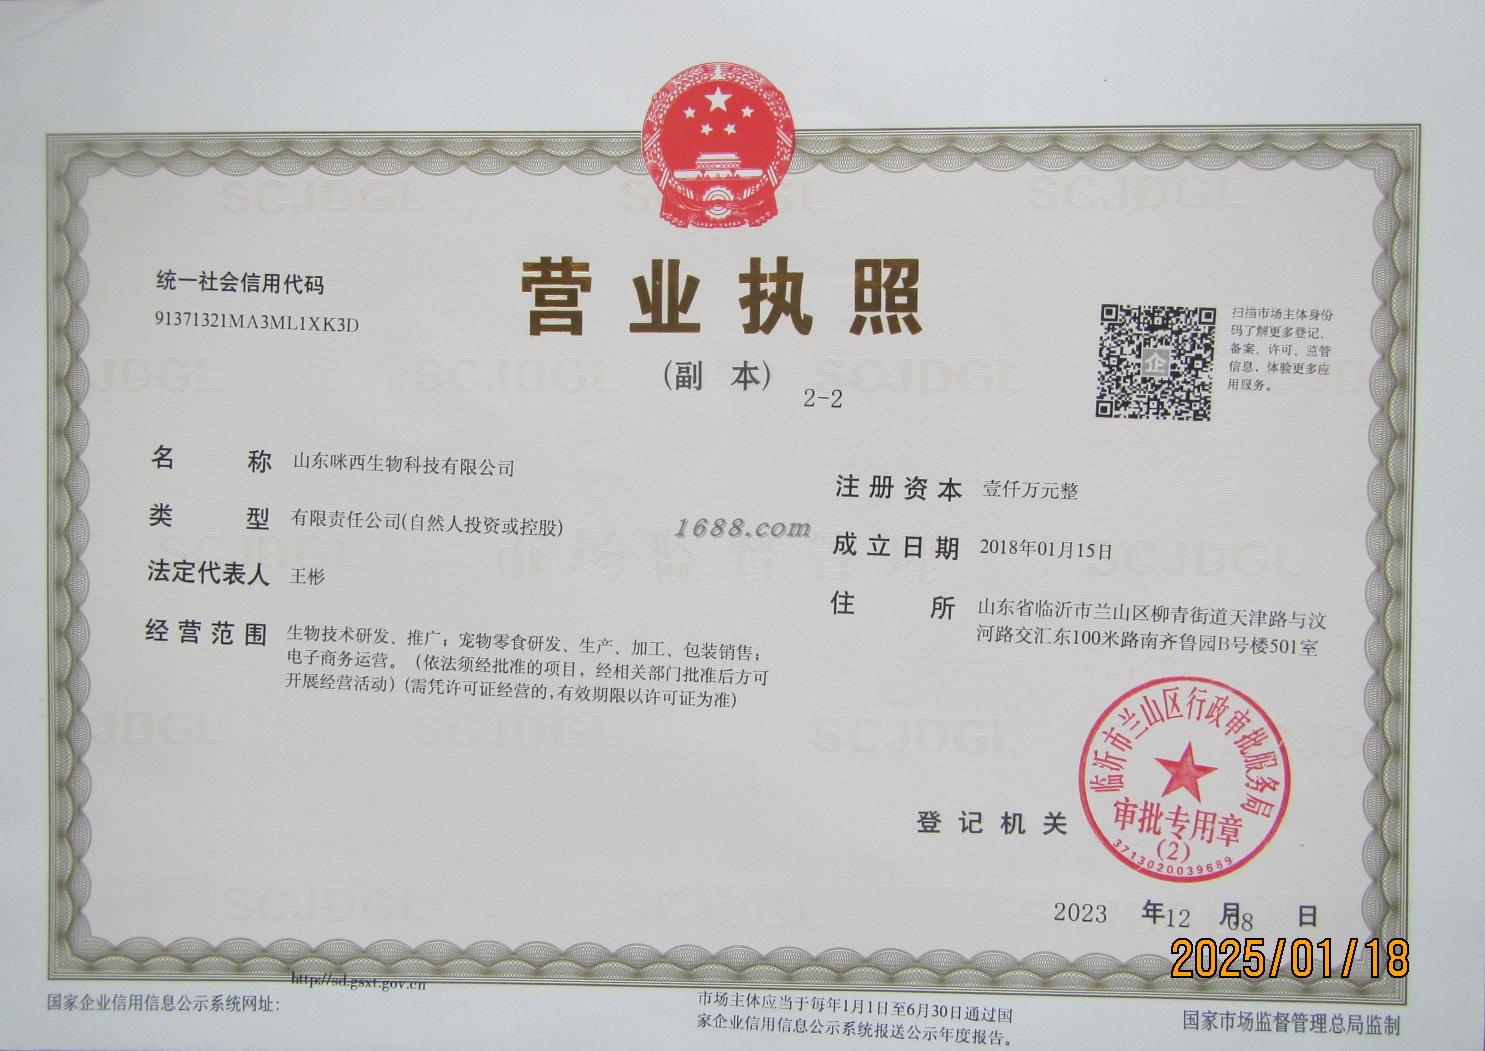 营业执照
(副 本)
2-2
统一社会信用代码
91371321MA3ML1XK3D
扫描市场主体身份
码了解更多登记、
备案、许可、监管
信息，体验更多应
用服务。
企
名 称 山东咪西生物科技有限公司
类 型 有限责任公司(自然人投资或控股)
法定代表人 王彬
经营范围 生物技术研发、推广；宠物零食研发、生产、加工、包装销售；
电子商务运营。（依法须经批准的项目，经相关部门批准后方可
开展经营活动）(需凭许可证经营的,有效期限以许可证为准)
1688.com
注册资本 壹仟万元整
成立日期 2018年01月15日
住 所 山东省临沂市兰山区柳青街道天津路与汶
河路交汇东100米路南齐鲁园B号楼501室
登记机关
临沂市兰山区行政审批服务局
审批专用章
(2)
3713020039689
2023 年12 月08 日
2025/01/18
国家企业信用信息公示系统网址：
http://sd.gsxt.gov.cn
市场主体应当于每年1月1日至6月30日通过国
家企业信用信息公示系统报送公示年度报告。
国家市场监督管理总局监制
SCJDGL
市场监督管理